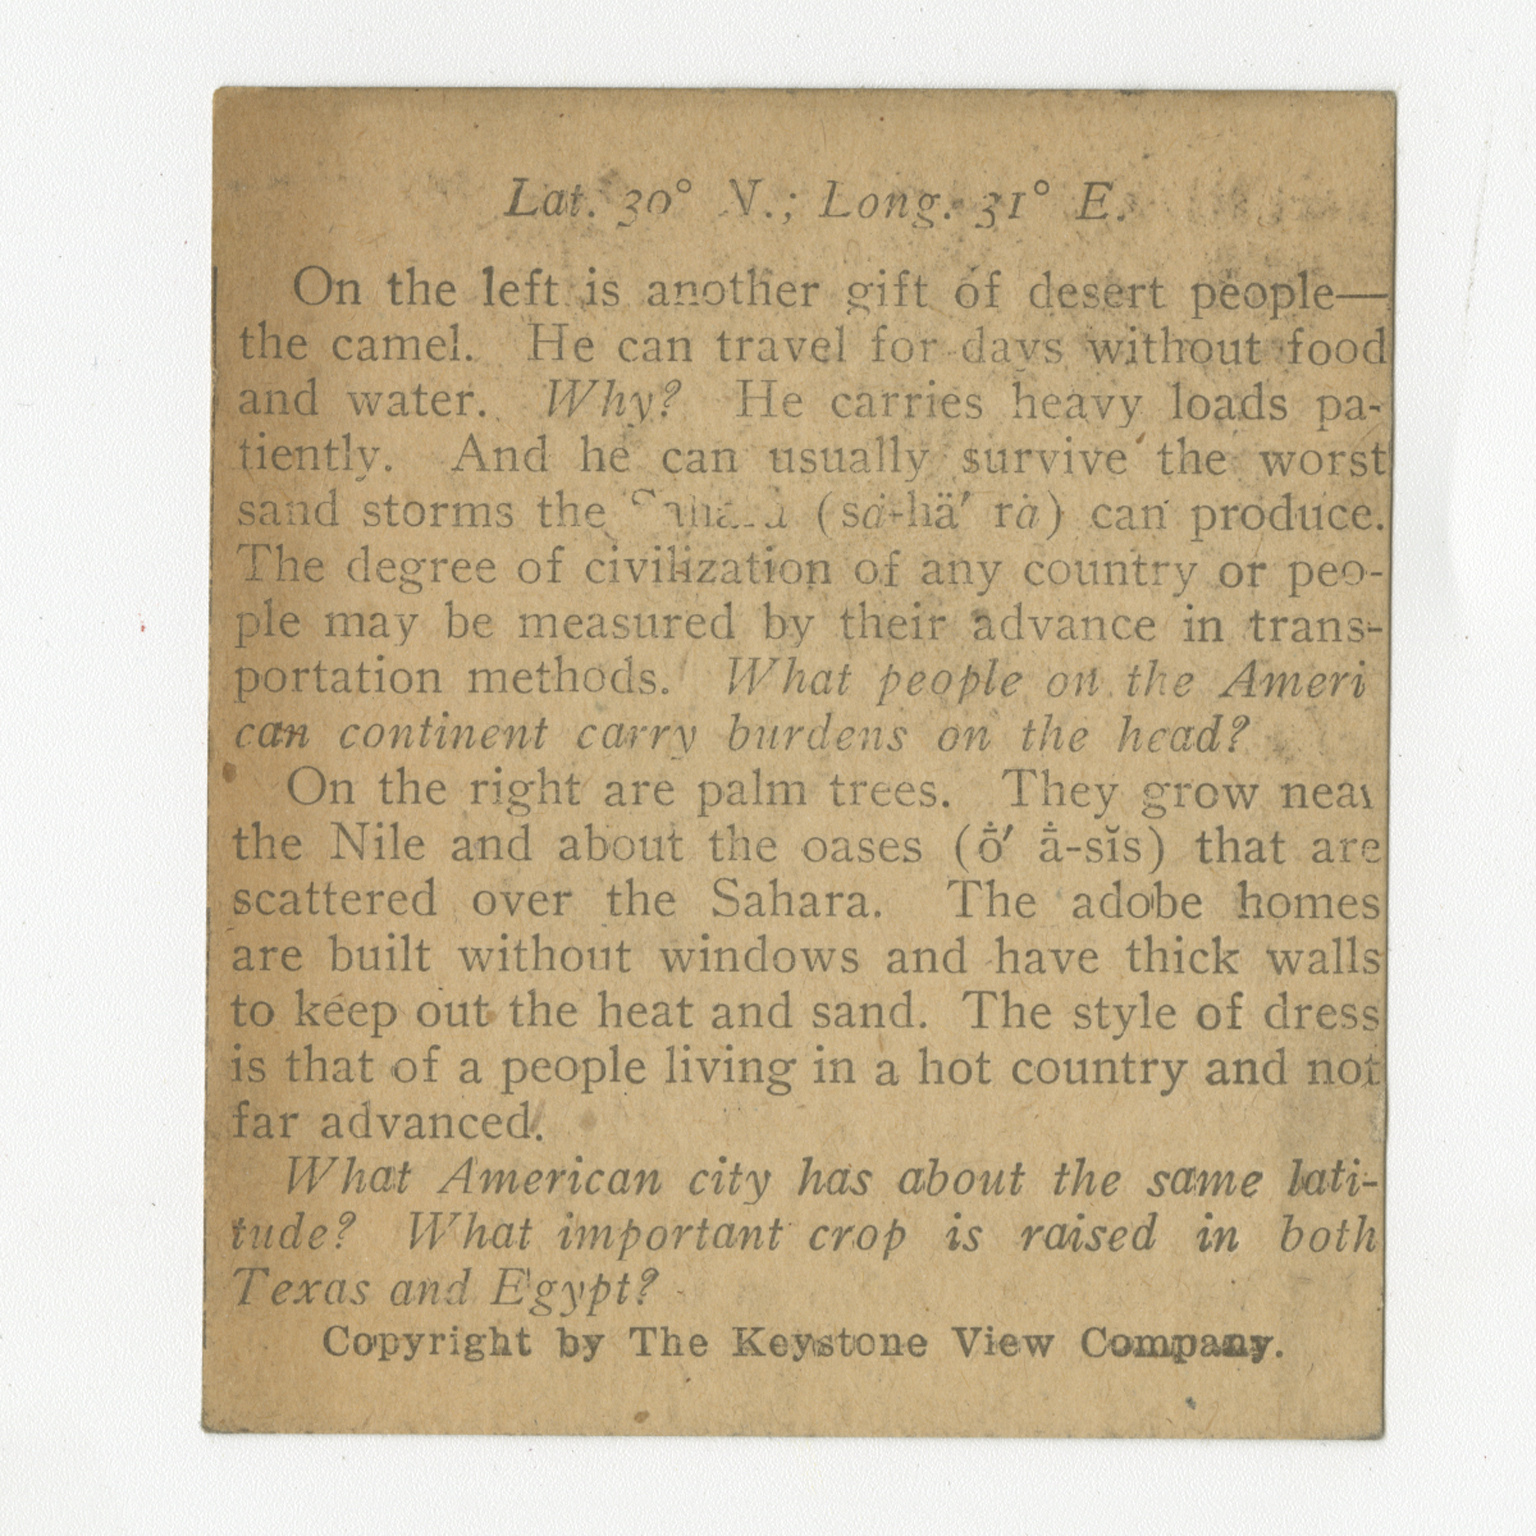 Lat. 30° N.; Long. 31° E.
On the left is another gift of desert people—
the camel. He can travel for days without food
and water. Why? He carries heavy loads pa-
tiently. And he can usually survive the worst
sand storms the Sahara (sȧ-hä′ rȧ) can produce.
The degree of civilization of any country or peo-
ple may be measured by their advance in trans-
portation methods. What people on the Ameri
can continent carry burdens on the head?
On the right are palm trees. They grow near
the Nile and about the oases (ō̇′ ā̇-sĭs) that are
scattered over the Sahara. The adobe homes
are built without windows and have thick walls
to keep out the heat and sand. The style of dress
is that of a people living in a hot country and not
far advanced.
What American city has about the same lati-
tude? What important crop is raised in both
Texas and Egypt?
Copyright by The Keystone View Company.